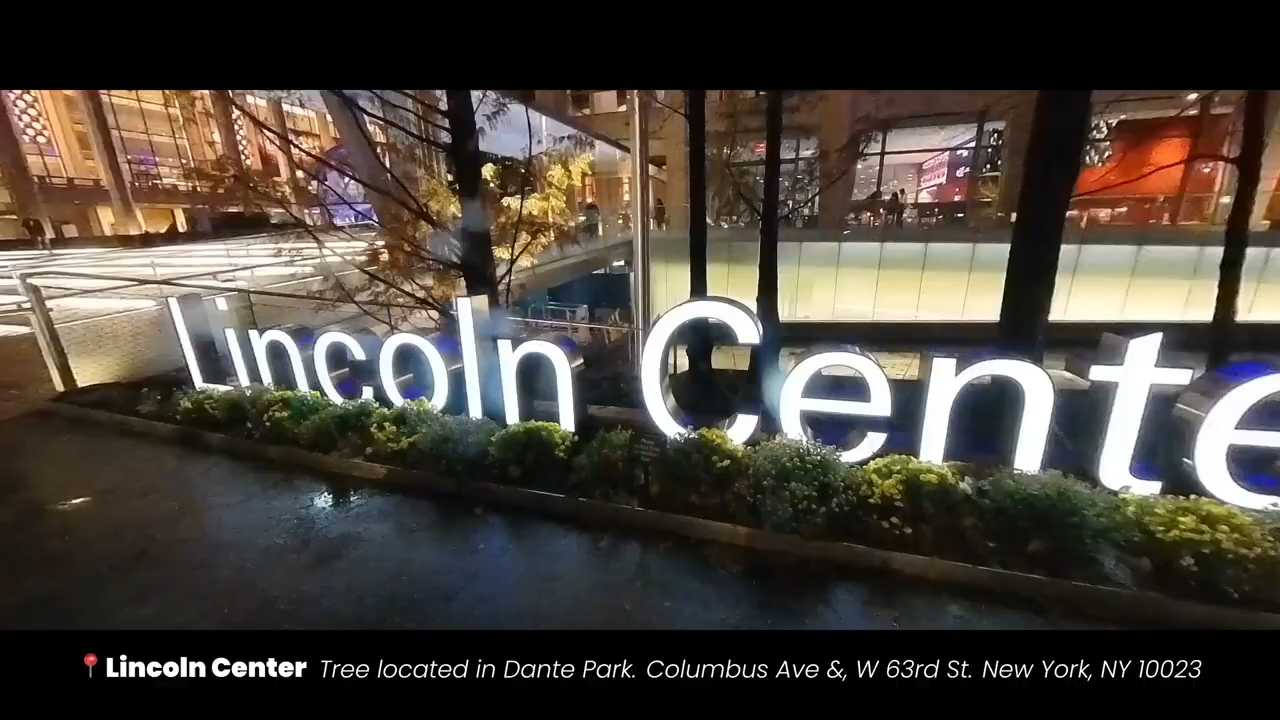 Lincoln Cente
📍 Lincoln Center Tree located in Dante Park. Columbus Ave &, W 63rd St. New York, NY 10023